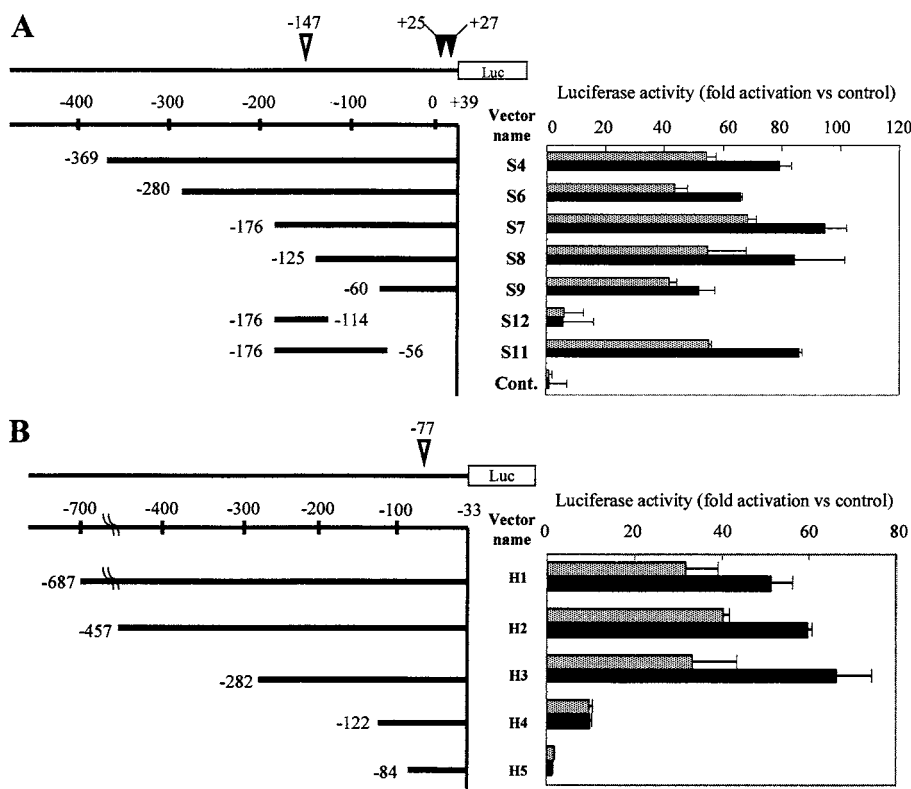 A
-147
+25
+27
Luc
Luciferase activity (fold activation vs control)
-400
-300
-200
-100
0
+39
Vector
name
0
20
40
60
80
100
120
-369
S4
-280
S6
-176
S7
-125
S8
-60
S9
-176
-114
S12
-176
-56
S11
Cont.
B
-77
Luc
Luciferase activity (fold activation vs control)
-700
-400
-300
-200
-100
-33
Vector
name
0
20
40
60
80
-687
H1
-457
H2
-282
H3
-122
H4
-84
H5